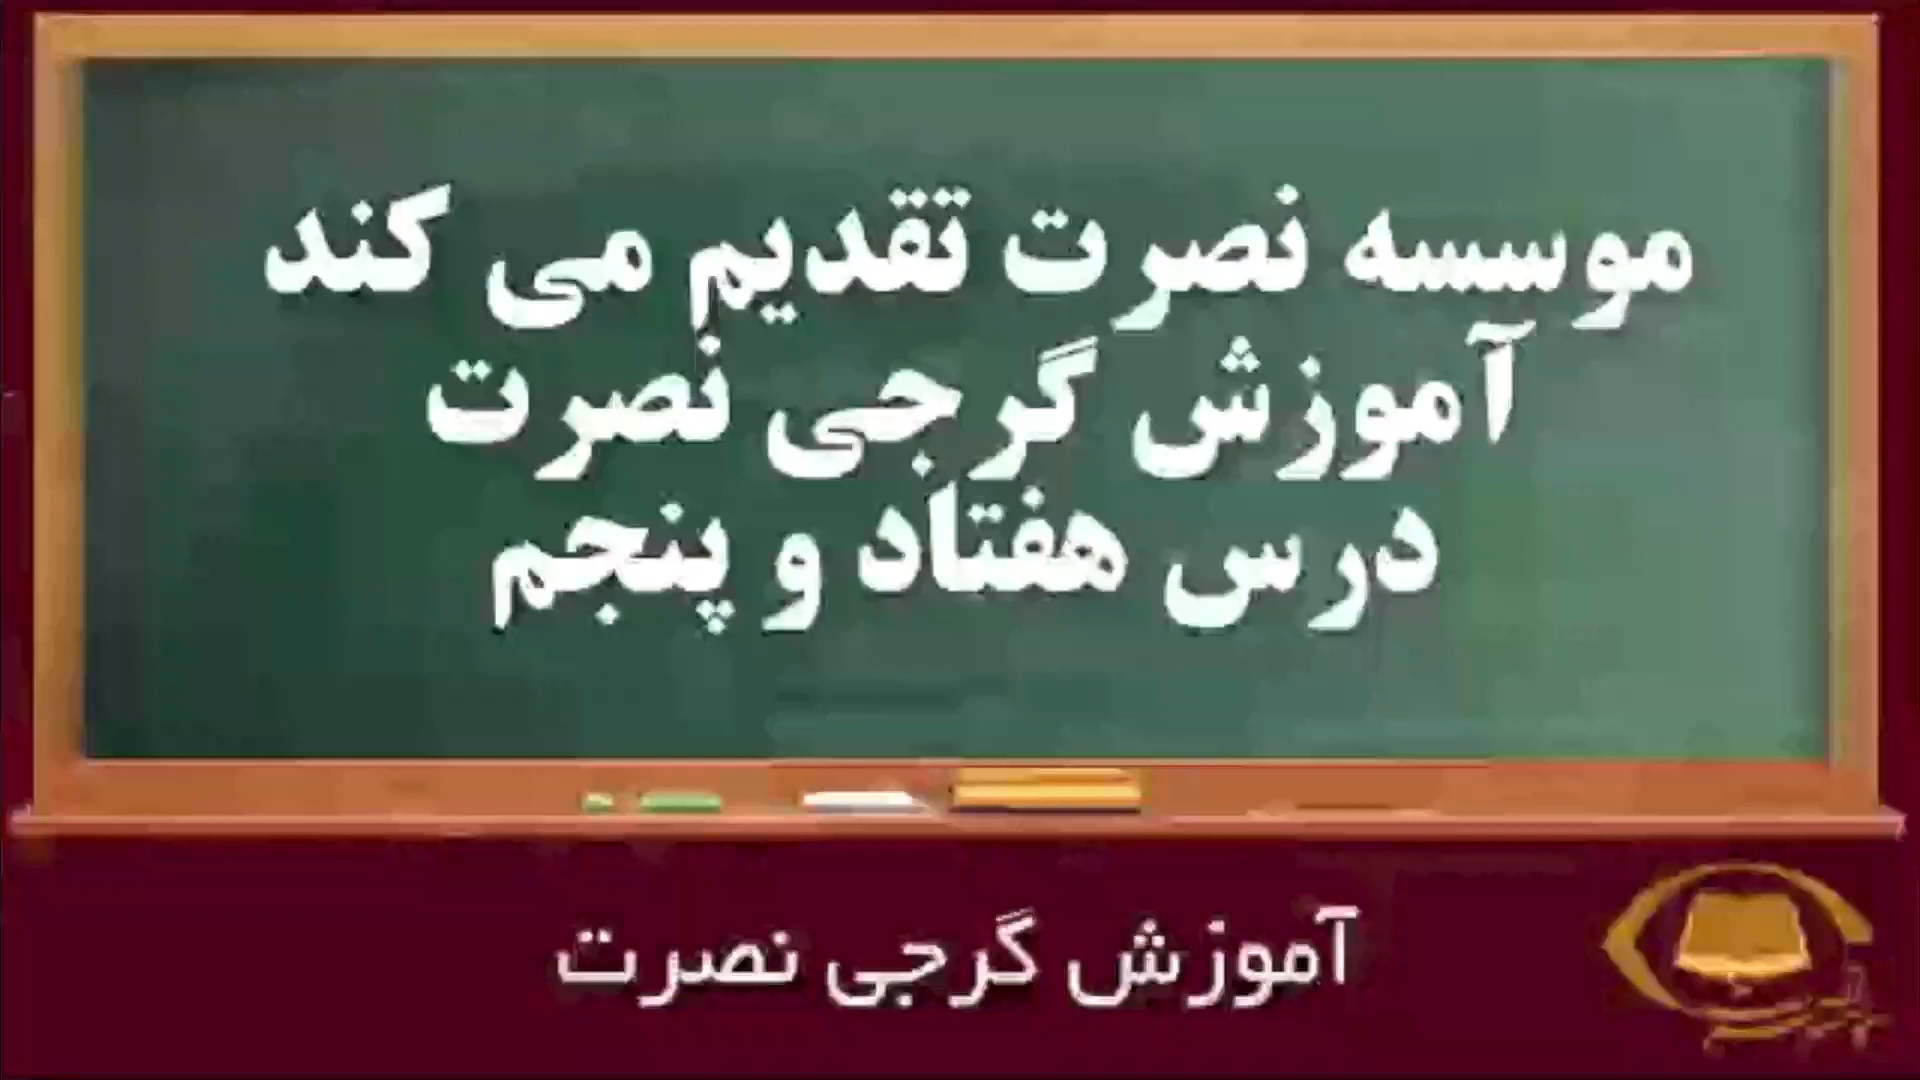 موسسه نصرت تقدیم می کند
آموزش گرجی نصرت
درس هفتاد و پنجم
آموزش گرجی نصرت